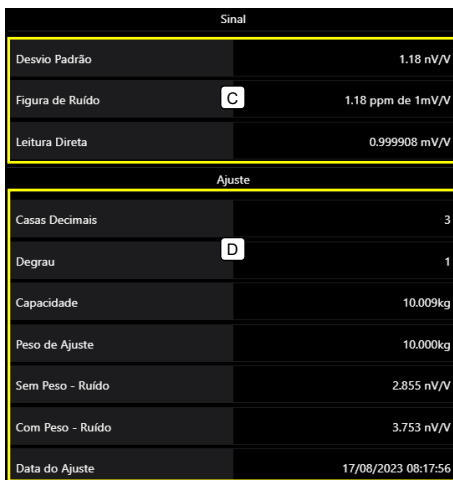 Sinal
Desvio Padrão 1.18 nV/V
Figura de Ruído C 1.18 ppm de 1mV/V
Leitura Direta 0.999908 mV/V
Ajuste
Casas Decimais 3
D
Degrau 1
Capacidade 10.009kg
Peso de Ajuste 10.000kg
Sem Peso - Ruído 2.855 nV/V
Com Peso - Ruído 3.753 nV/V
Data do Ajuste 17/08/2023 08:17:56